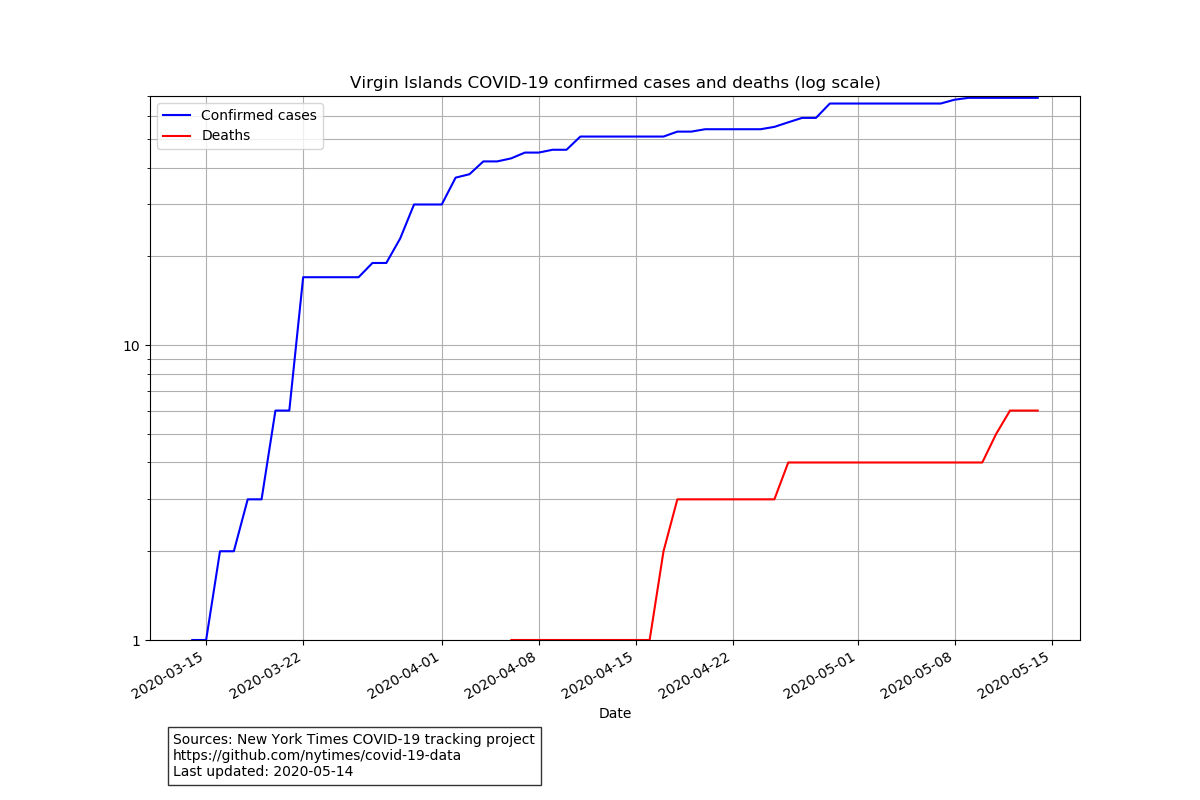 Virgin Islands COVID-19 confirmed cases and deaths (log scale)
Confirmed cases
Deaths
10
1
2020-03-15
2020-03-22
2020-04-01
2020-04-08
2020-04-15
2020-04-22
2020-05-01
2020-05-08
2020-05-15
Date
Sources: New York Times COVID-19 tracking project
https://github.com/nytimes/covid-19-data
Last updated: 2020-05-14